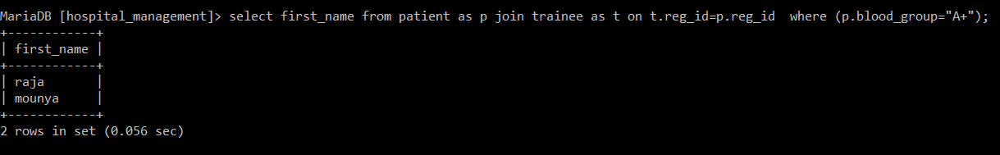 MariaDB [hospital_management]> select first_name from patient as p join trainee as t on t.reg_id=p.reg_id  where (p.blood_group="A+");
+------------+
| first_name |
+------------+
| raja       |
| mounya     |
+------------+
2 rows in set (0.056 sec)